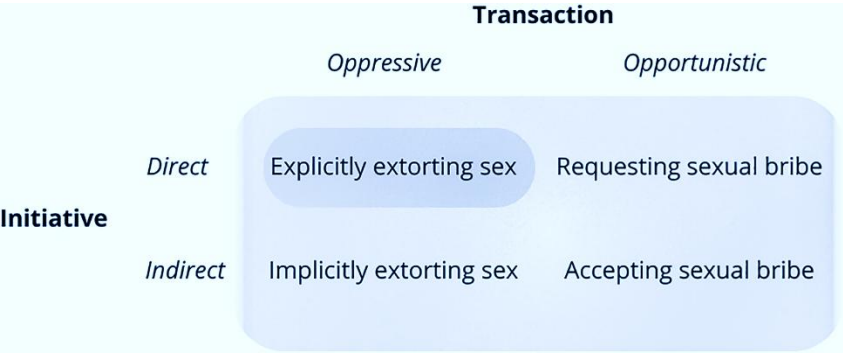 Transaction
Oppressive Opportunistic
Direct Explicitly extorting sex Requesting sexual bribe
Initiative
Indirect Implicitly extorting sex Accepting sexual bribe